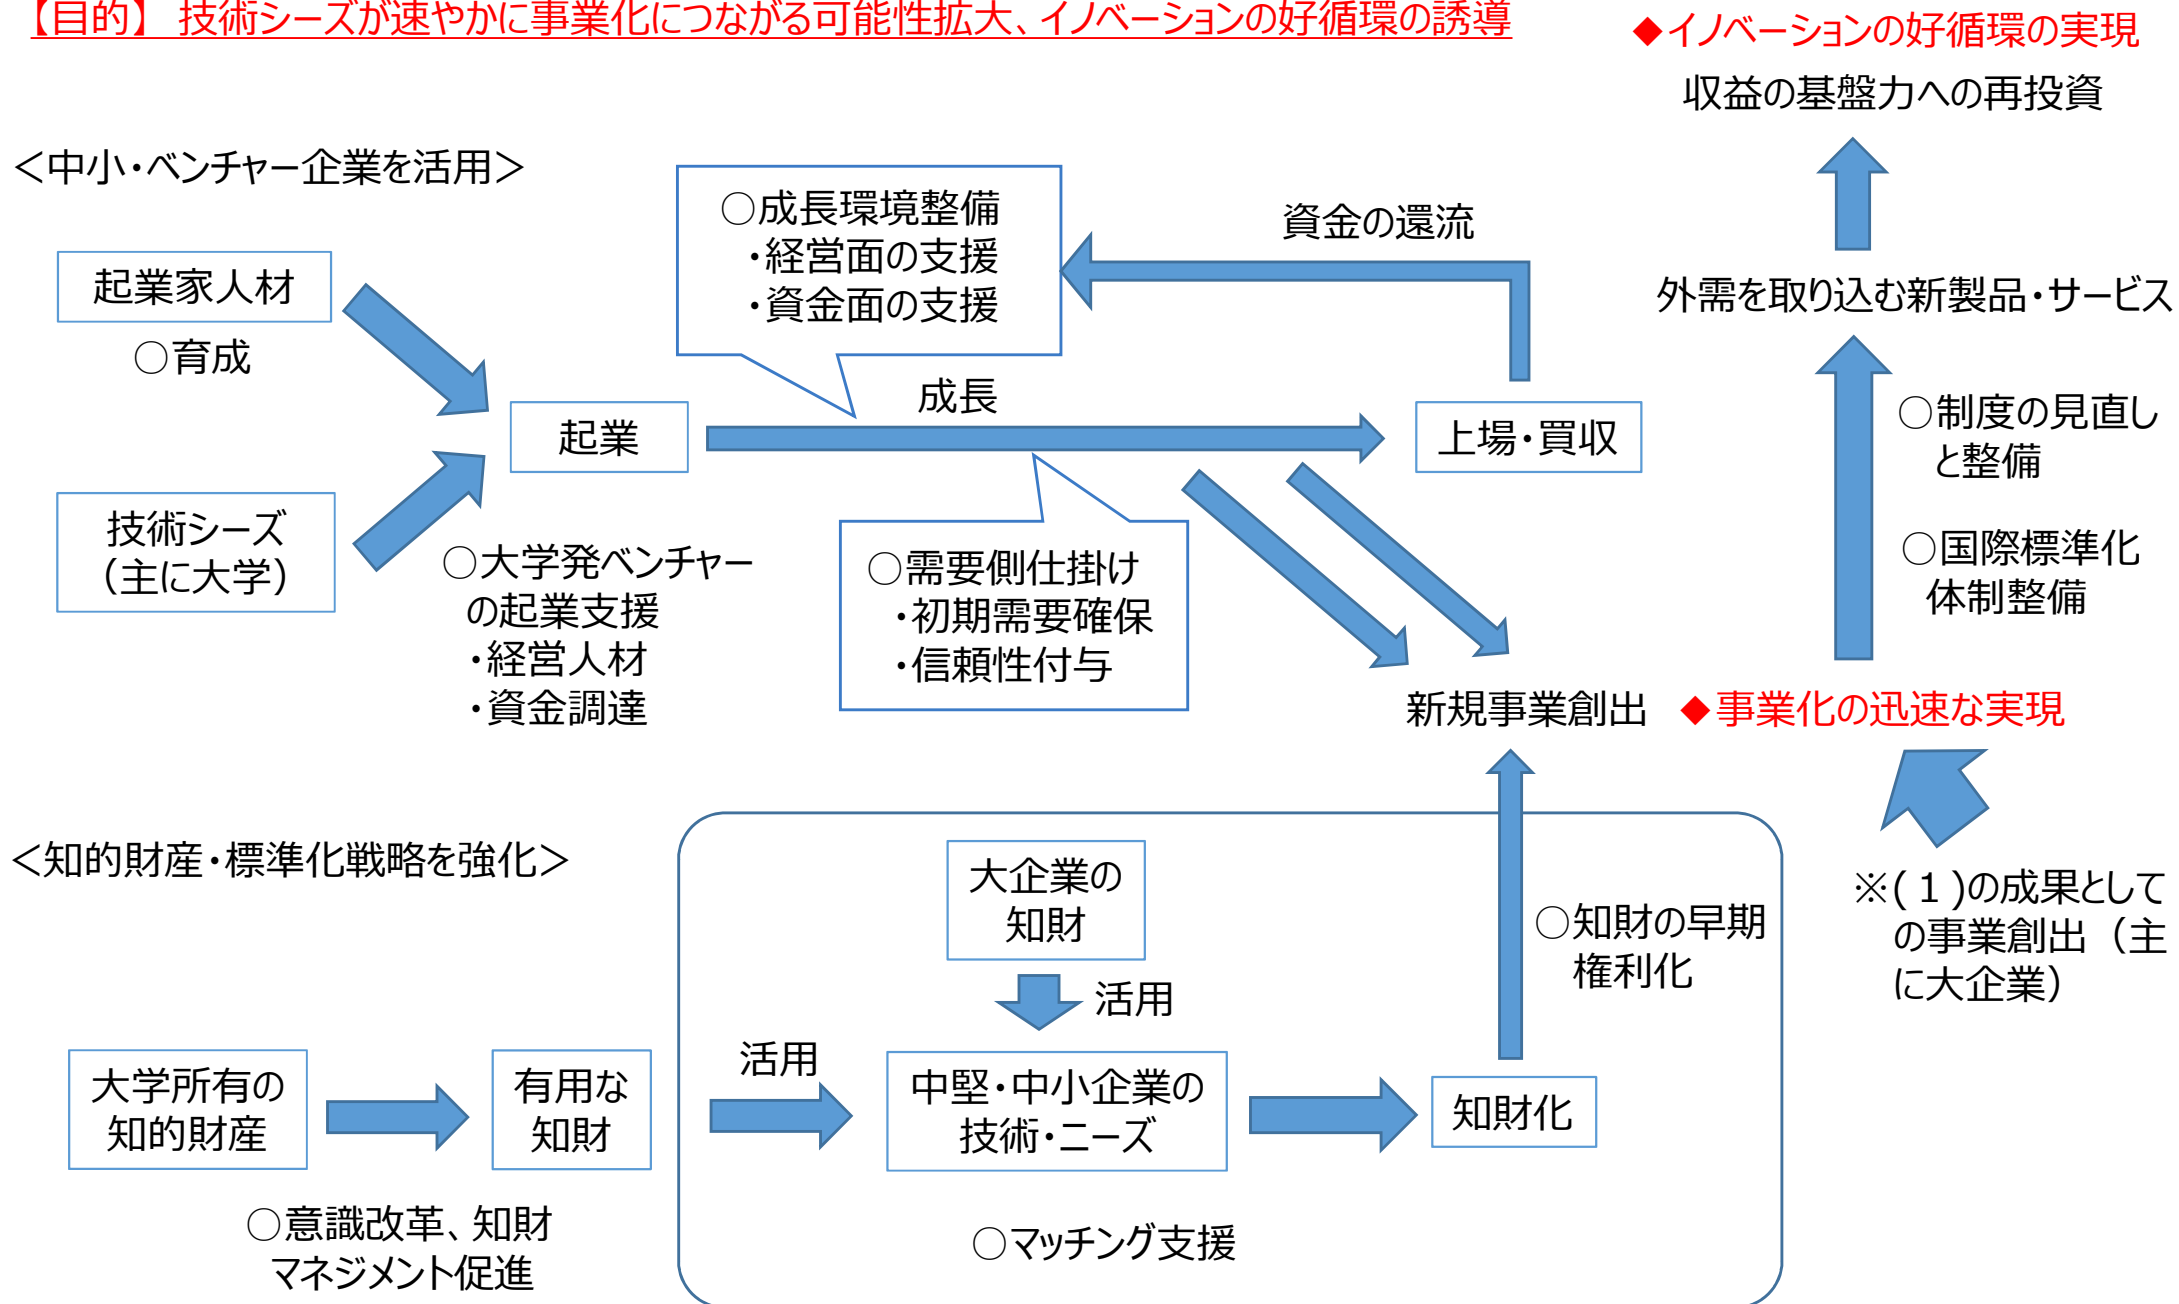 【目的】 技術シーズが速やかに事業化につながる可能性拡大、イノベーションの好循環の誘導
◆イノベーションの好循環の実現
収益の基盤力への再投資
＜中小・ベンチャー企業を活用＞
○成長環境整備
・経営面の支援
・資金面の支援
資金の還流
外需を取り込む新製品・サービス
起業家人材
○育成
成長
起業
上場・買収
○制度の見直し
と整備
技術シーズ
（主に大学）
○大学発ベンチャー
の起業支援
・経営人材
・資金調達
○需要側仕掛け
・初期需要確保
・信頼性付与
○国際標準化
体制整備
新規事業創出
◆事業化の迅速な実現
＜知的財産・標準化戦略を強化＞
大企業の
知財
活用
○知財の早期
権利化
※(１)の成果として
の事業創出（主
に大企業）
大学所有の
知的財産
有用な
知財
活用
中堅・中小企業の
技術・ニーズ
知財化
○意識改革、知財
マネジメント促進
○マッチング支援